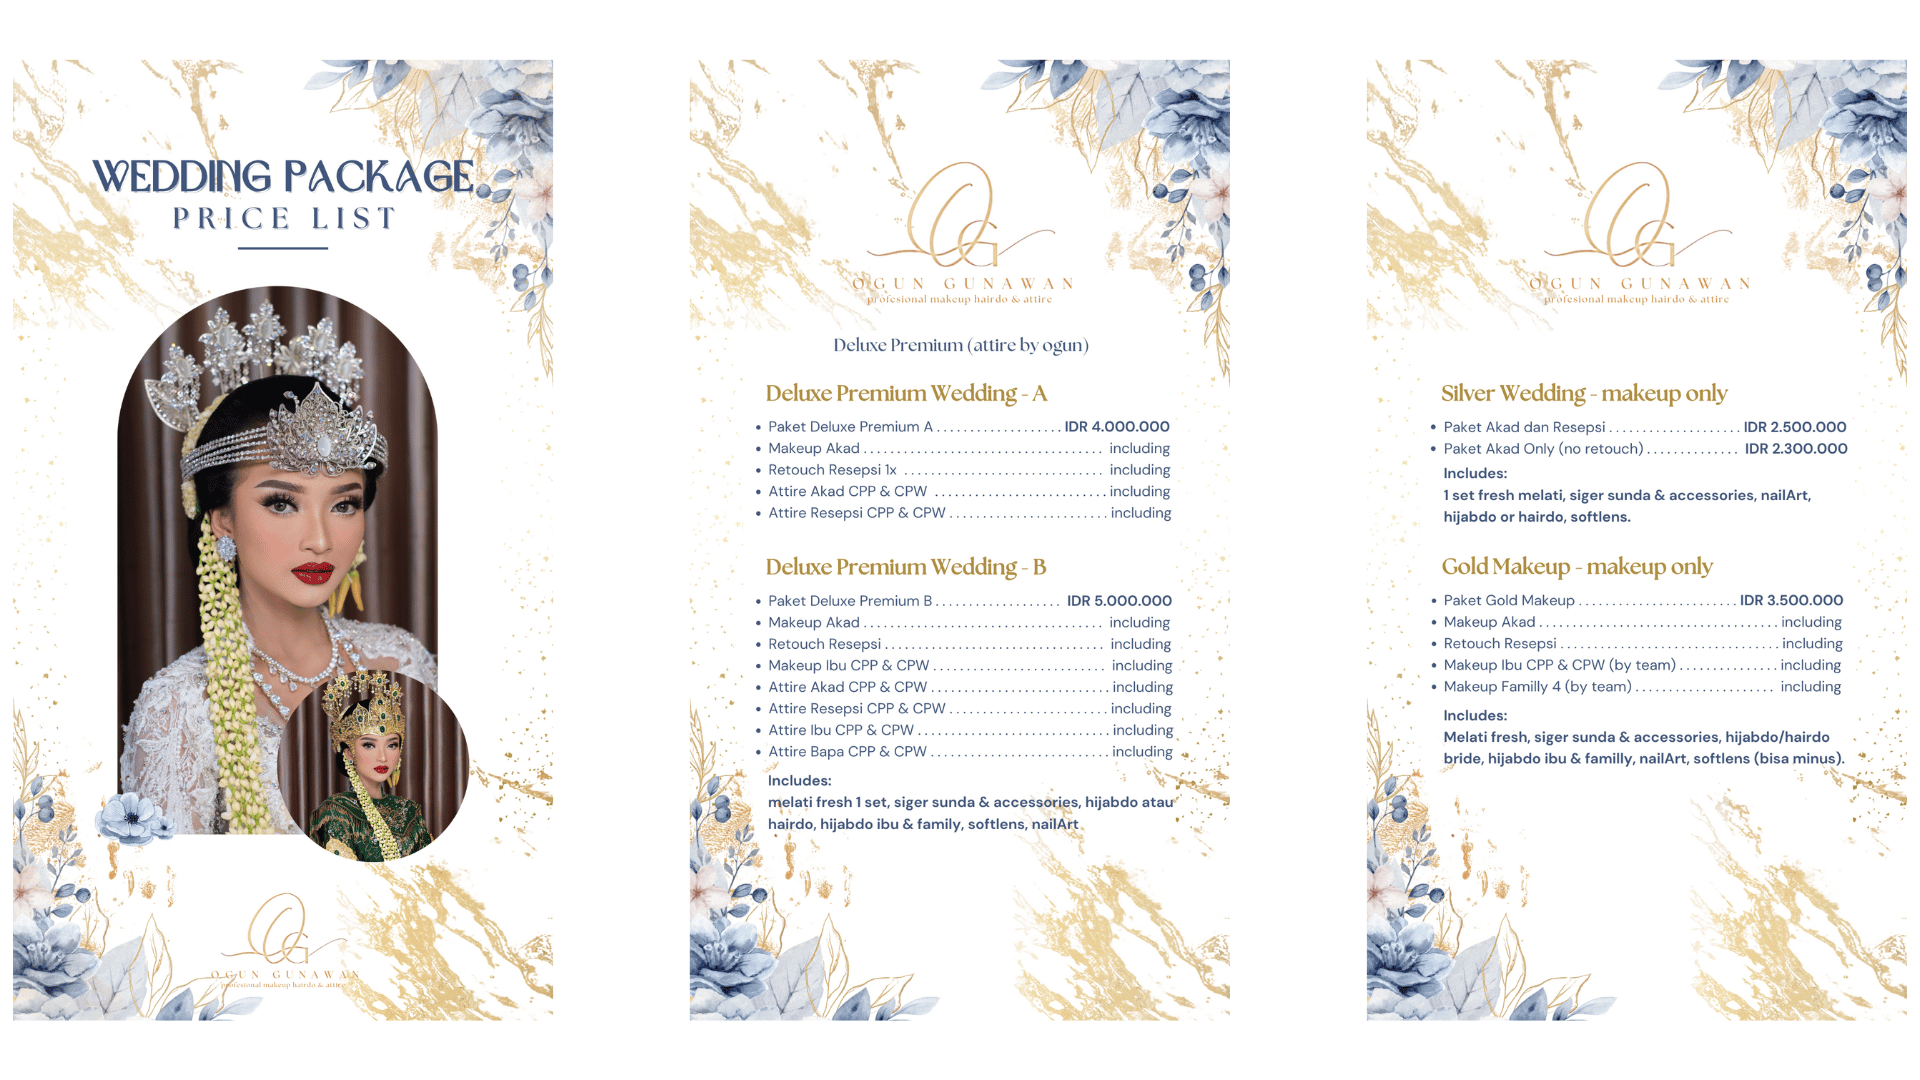 WEDDING PACKAGE
PRICE LIST
OGUN GUNAWAN
profesional makeup hairdo & attire
OGUN GUNAWAN
profesional makeup hairdo & attire
Deluxe Premium (attire by ogun)
Deluxe Premium Wedding - A
• Paket Deluxe Premium A . . . . . . . . . . . . . . . . . . . IDR 4.000.000
• Makeup Akad . . . . . . . . . . . . . . . . . . . . . . . . . . . . . . . . . . . . including
• Retouch Resepsi 1x . . . . . . . . . . . . . . . . . . . . . . . . . . . . . . including
• Attire Akad CPP & CPW . . . . . . . . . . . . . . . . . . . . . . . . . . including
• Attire Resepsi CPP & CPW . . . . . . . . . . . . . . . . . . . . . . . . including
Deluxe Premium Wedding - B
• Paket Deluxe Premium B . . . . . . . . . . . . . . . . . . . IDR 5.000.000
• Makeup Akad . . . . . . . . . . . . . . . . . . . . . . . . . . . . . . . . . . . . including
• Retouch Resepsi . . . . . . . . . . . . . . . . . . . . . . . . . . . . . . . . . including
• Makeup Ibu CPP & CPW . . . . . . . . . . . . . . . . . . . . . . . . . . including
• Attire Akad CPP & CPW . . . . . . . . . . . . . . . . . . . . . . . . . . . including
• Attire Resepsi CPP & CPW . . . . . . . . . . . . . . . . . . . . . . . . including
• Attire Ibu CPP & CPW . . . . . . . . . . . . . . . . . . . . . . . . . . . . . including
• Attire Bapa CPP & CPW . . . . . . . . . . . . . . . . . . . . . . . . . . . including
Includes:
melati fresh 1 set, siger sunda & accessories, hijabdo atau
hairdo, hijabdo ibu & family, softlens, nailArt
OGUN GUNAWAN
profesional makeup hairdo & attire
Silver Wedding - makeup only
• Paket Akad dan Resepsi . . . . . . . . . . . . . . . . . . . . IDR 2.500.000
• Paket Akad Only (no retouch) . . . . . . . . . . . . . . IDR 2.300.000
Includes:
1 set fresh melati, siger sunda & accessories, nailArt,
hijabdo or hairdo, softlens.
Gold Makeup - makeup only
• Paket Gold Makeup . . . . . . . . . . . . . . . . . . . . . . . . IDR 3.500.000
• Makeup Akad . . . . . . . . . . . . . . . . . . . . . . . . . . . . . . . . . . . . including
• Retouch Resepsi . . . . . . . . . . . . . . . . . . . . . . . . . . . . . . . . . including
• Makeup Ibu CPP & CPW (by team) . . . . . . . . . . . . . . . including
• Makeup Familly 4 (by team) . . . . . . . . . . . . . . . . . . . . . including
Includes:
Melati fresh, siger sunda & accessories, hijabdo/hairdo
bride, hijabdo ibu & familly, nailArt, softlens (bisa minus).